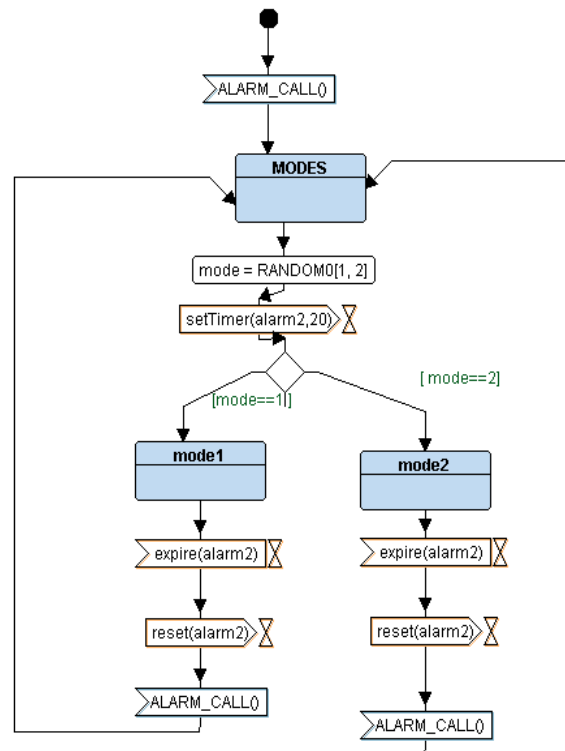 ALARM_CALL()
MODES
mode = RANDOM0[1, 2]
setTimer(alarm2,20)
[mode==1]
[ mode==2]
mode1
mode2
expire(alarm2)
expire(alarm2)
reset(alarm2)
reset(alarm2)
ALARM_CALL()
ALARM_CALL()